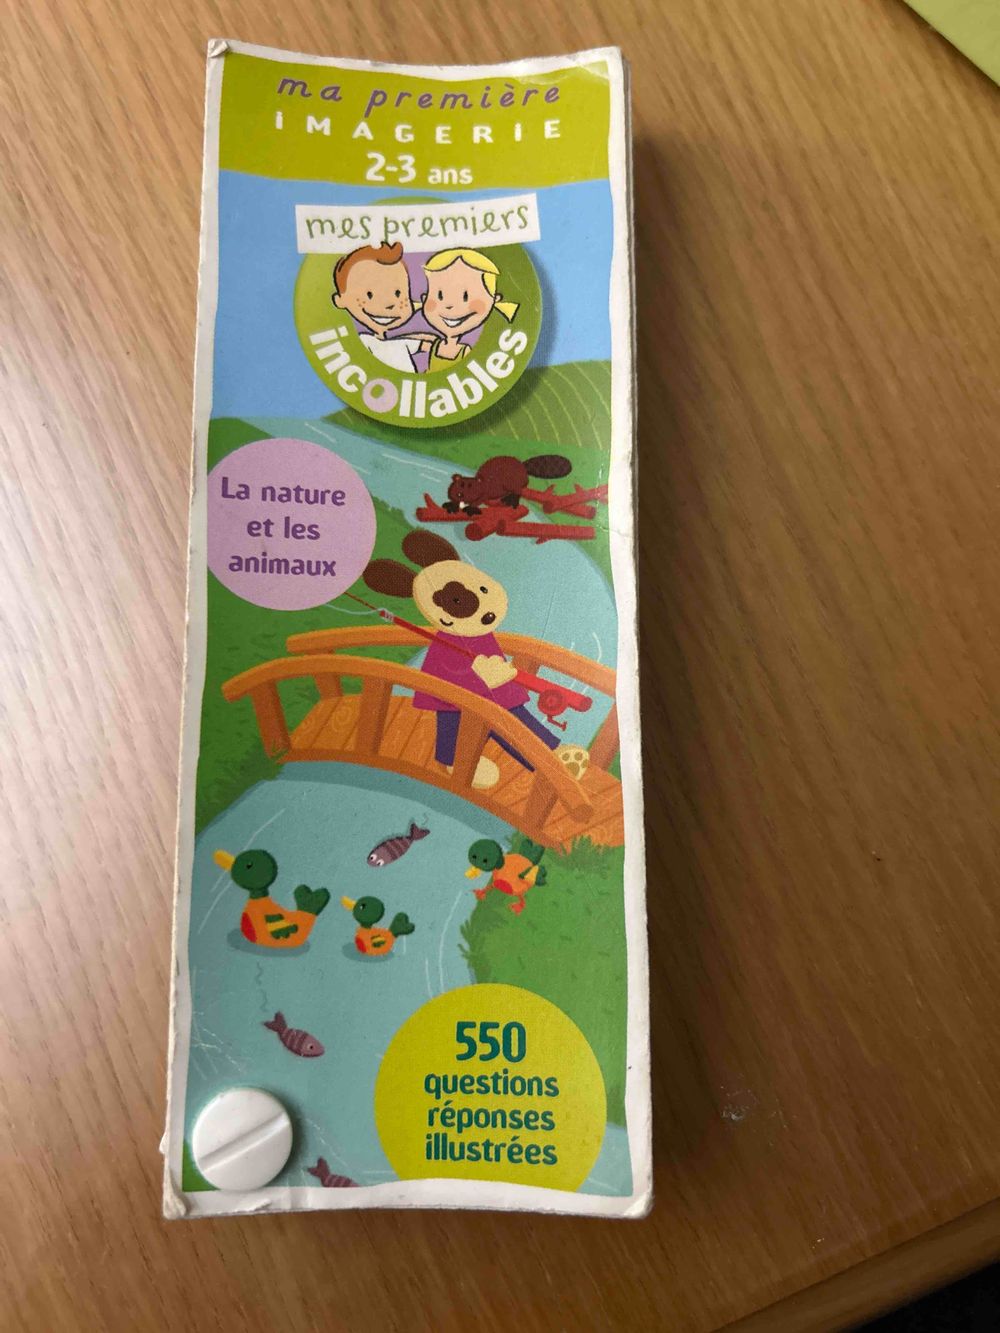 ma première
iMAGERiE
2-3 ans
mes premiers
incollables
La nature
et les
animaux
550
questions
réponses
illustrées